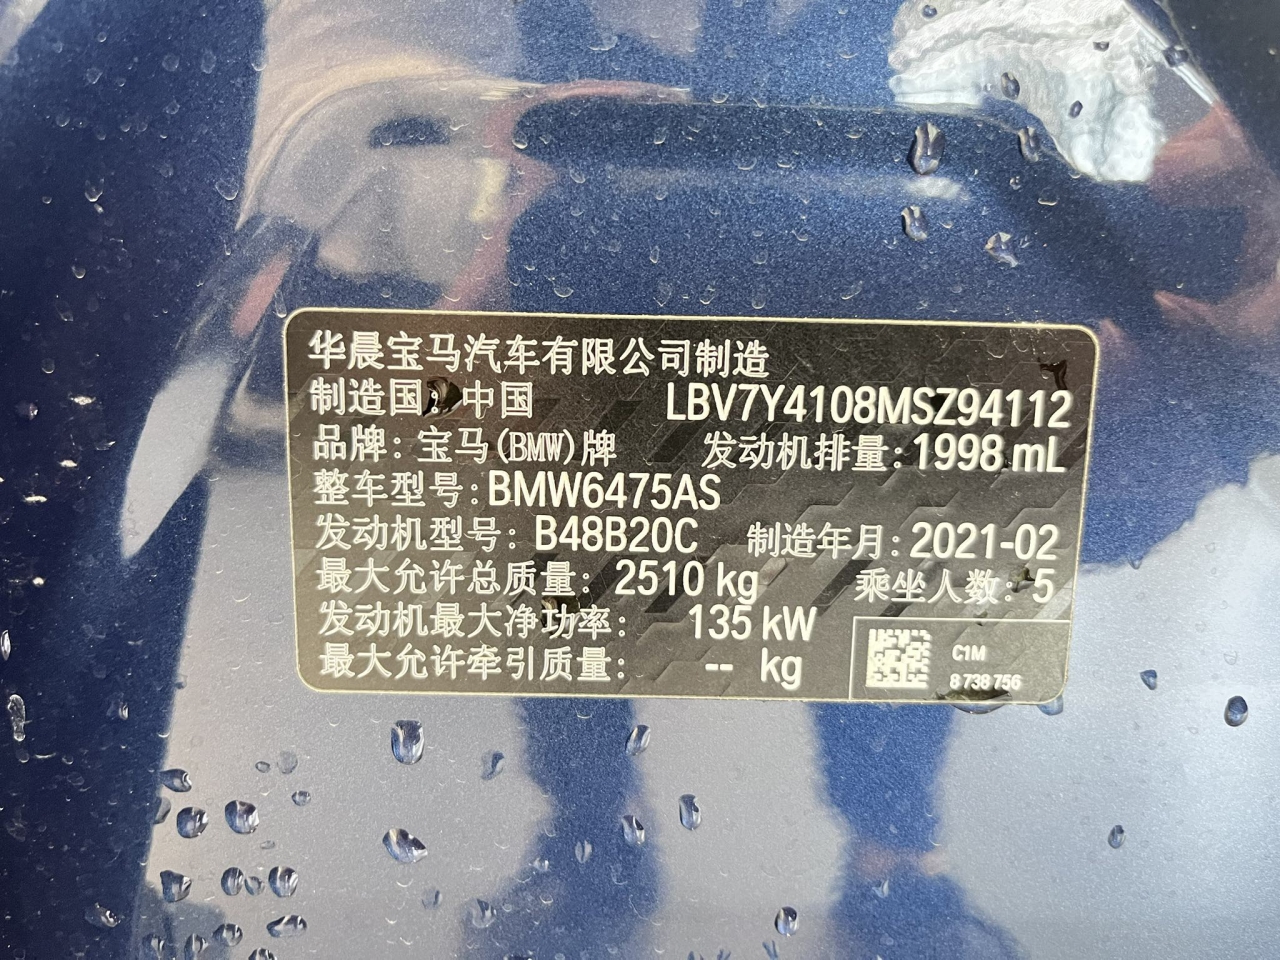 华晨宝马汽车有限公司制造
制造国: 中国 LBV7Y4108MSZ94112
品牌: 宝马(BMW)牌 发动机排量: 1998 mL
整车型号: BMW6475AS
发动机型号: B48B20C 制造年月: 2021-02
最大允许总质量: 2510 kg 乘坐人数: 5
发动机最大净功率: 135 kW
最大允许牵引质量: -- kg
C1M
8 738 756